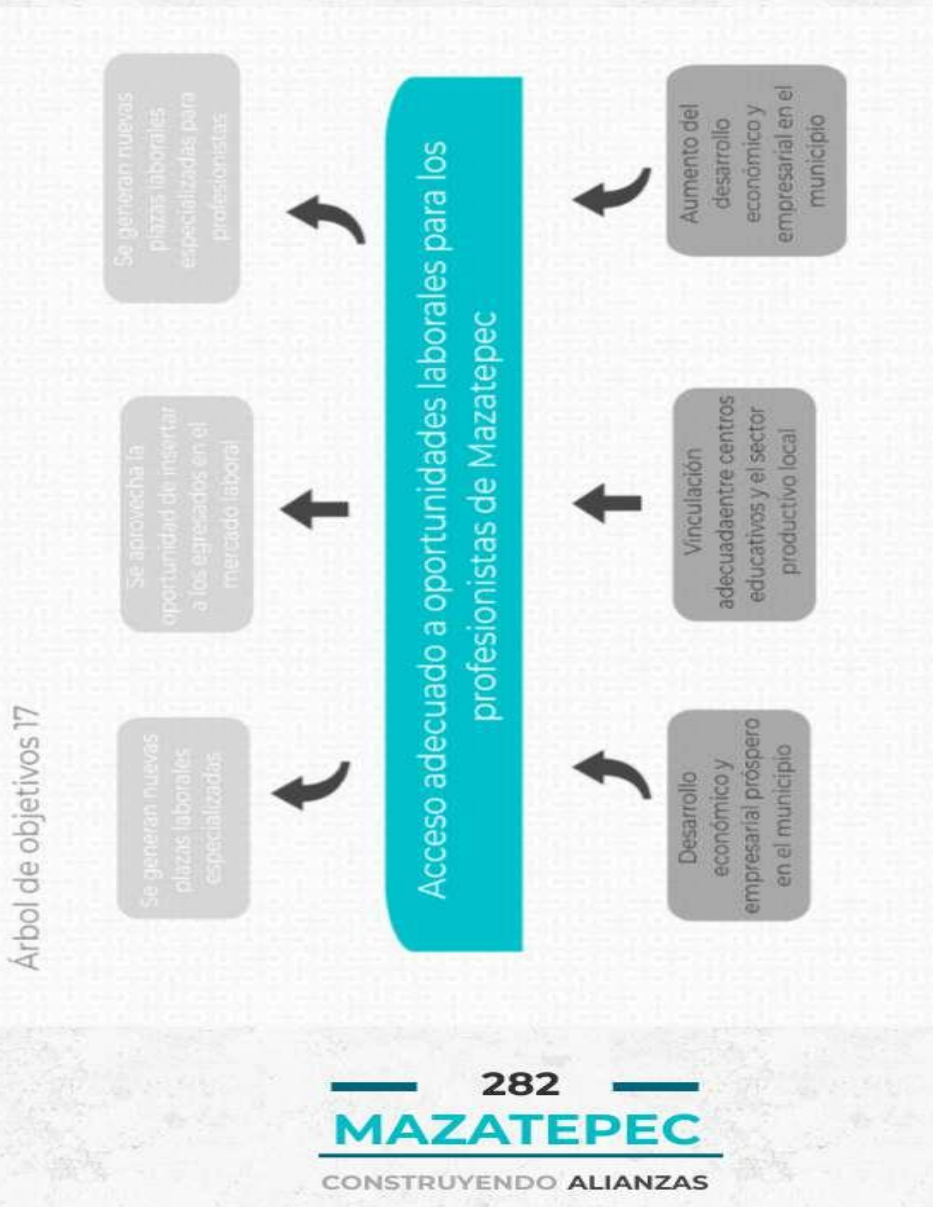 Árbol de objetivos 17
Se generan nuevas
plazas laborales
especializadas
Se aprovecha la
oportunidad de insertar
a los egresados en el
mercado laboral
Se generan nuevas
plazas laborales
especializadas para
profesionistas
Acceso adecuado a oportunidades laborales para los
profesionistas de Mazatepec
Desarrollo
económico y
empresarial próspero
en el municipio
Vinculación
adecuadaentre centros
educativos y el sector
productivo local
Aumento del
desarrollo
económico y
empresarial en el
municipio
282
MAZATEPEC
CONSTRUYENDO ALIANZAS